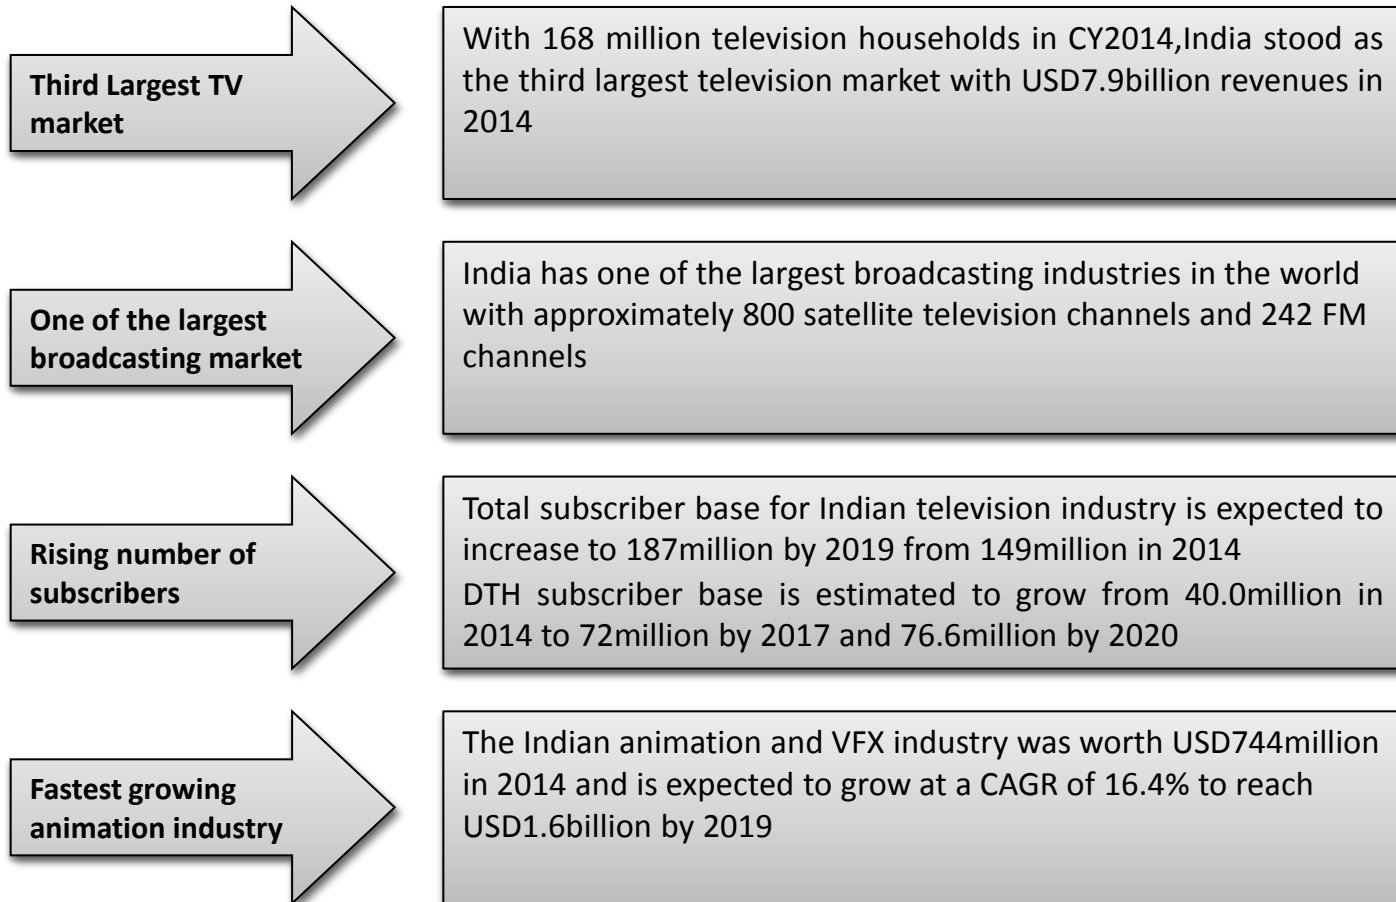 Third Largest TV
market
With 168 million television households in CY2014,India stood as
the third largest television market with USD7.9billion revenues in
2014
One of the largest
broadcasting market
India has one of the largest broadcasting industries in the world
with approximately 800 satellite television channels and 242 FM
channels
Rising number of
subscribers
Total subscriber base for Indian television industry is expected to
increase to 187million by 2019 from 149million in 2014
DTH subscriber base is estimated to grow from 40.0million in
2014 to 72million by 2017 and 76.6million by 2020
Fastest growing
animation industry
The Indian animation and VFX industry was worth USD744million
in 2014 and is expected to grow at a CAGR of 16.4% to reach
USD1.6billion by 2019